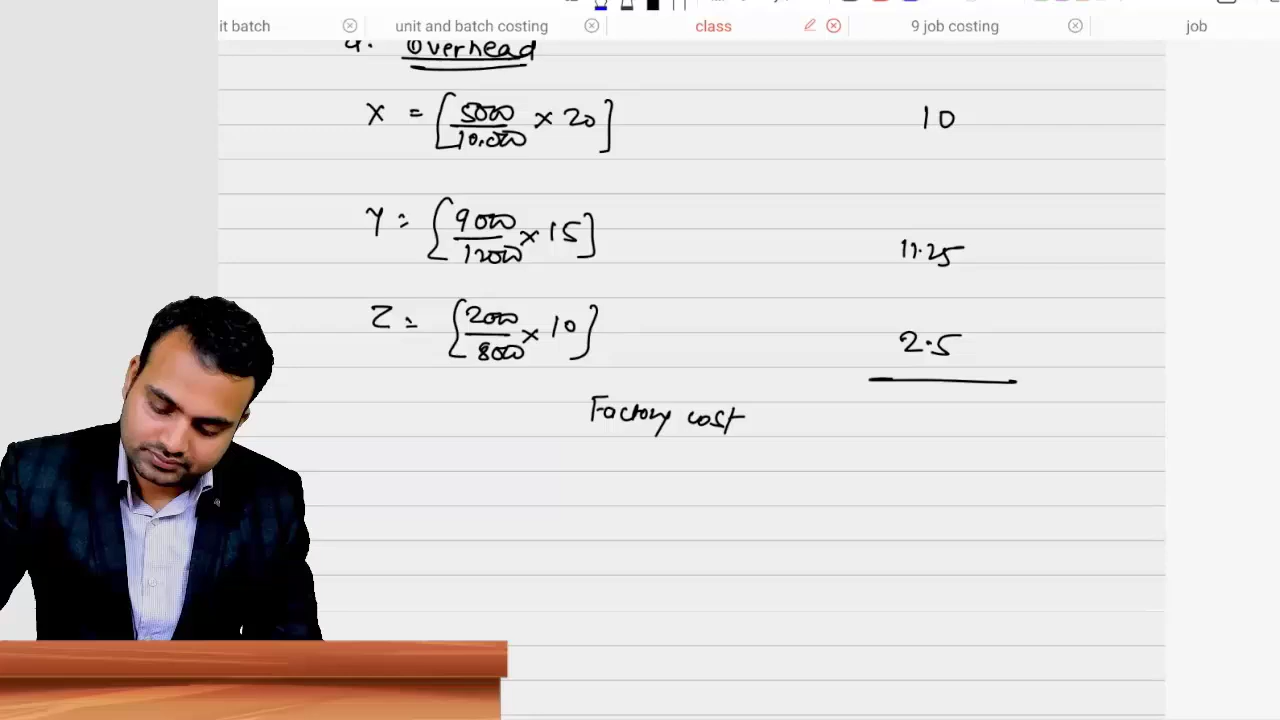 it batch
unit and batch costing
class
9 job costing
job
4. Overhead
X = [5000/10,000 × 20] 10
Y = [9000/12000 × 15] 11.25
Z = [2000/8000 × 10] 2.5
Factory cost